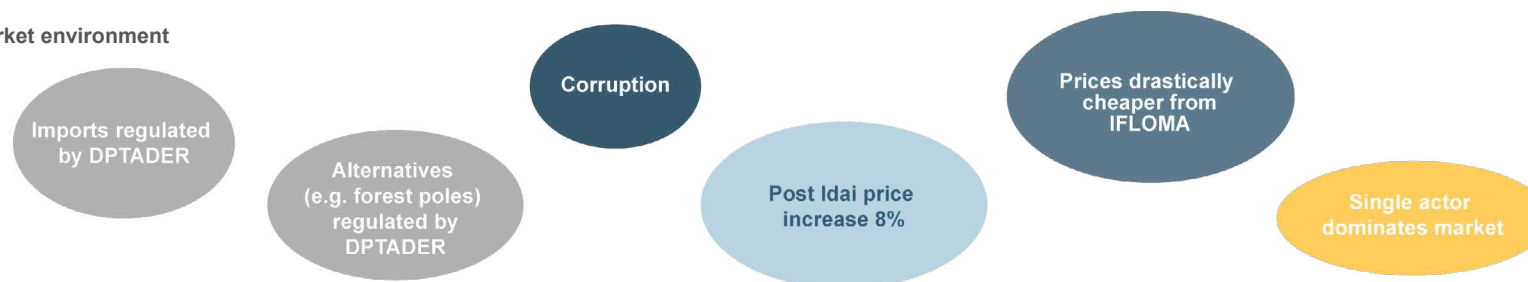 rket environment
Imports regulated
by DPTADER
Alternatives
(e.g. forest poles)
regulated by
DPTADER
Corruption
Post Idai price
increase 8%
Prices drastically
cheaper from
IFLOMA
Single actor
dominates market